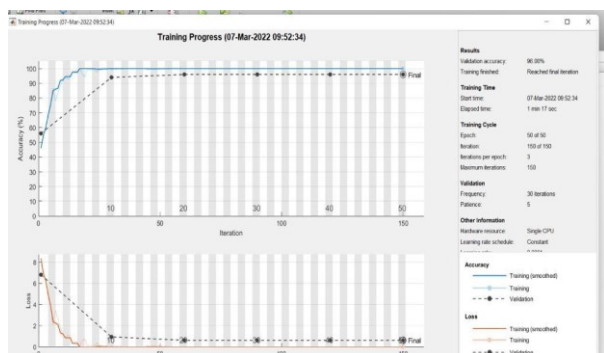 Training Progress (07-Mar-2022 09:52:34)
Training Progress (07-Mar-2022 09:52:34)
Accuracy (%)
100
90
80
70
60
50
40
30
20
10
0
Final
10 20 30 40 50
0 50 100 150
Iteration
Loss
8
6
4
2
0
10 20 30 40
Final
Results
Validation accuracy: 96.00%
Training finished: Reached final iteration
Training Time
Start time: 07-Mar-2022 09:52:34
Elapsed time: 1 min 17 sec
Training Cycle
Epoch: 50 of 50
Iteration: 150 of 150
Iterations per epoch: 3
Maximum iterations: 150
Validation
Frequency: 30 iterations
Patience: 5
Other Information
Hardware resource: Single CPU
Learning rate schedule: Constant
Accuracy
Training (smoothed)
Training
Validation
Loss
Training (smoothed)
Training
Validation